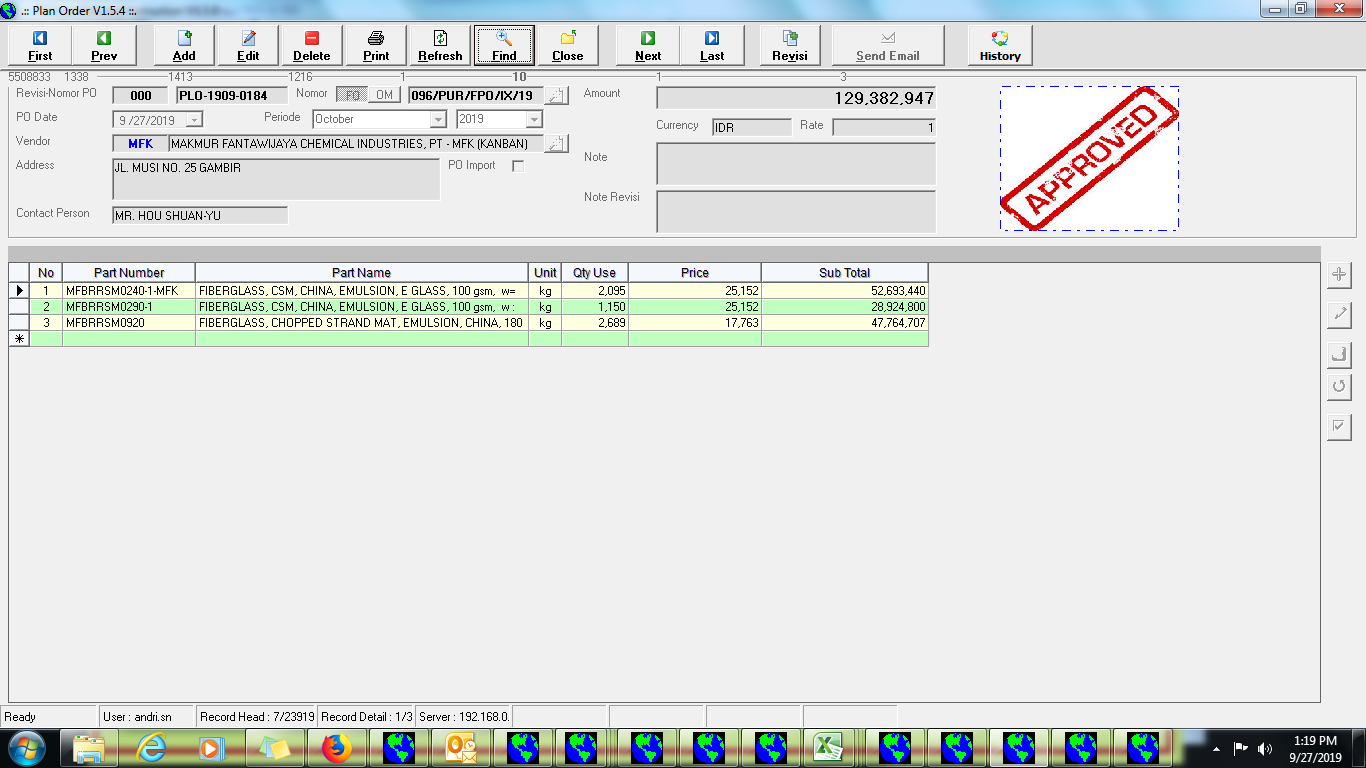 .:: Plan Order V1.5.4 ::.
First Prev Add Edit Delete Print Refresh Find Close Next Last Revisi Send Email History
5508833 1338 1413 1216 1 10 1 3
Revisi-Nomor PO 000 PLO-1909-0184 Nomor FO OM 096/PUR/FPO/IX/19 Amount 129,382,947
PO Date 9 /27/2019 Periode October 2019 Currency IDR Rate 1
Vendor MFK MAKMUR FANTAWIJAYA CHEMICAL INDUSTRIES, PT - MFK (KANBAN)
Note
Address JL. MUSI NO. 25 GAMBIR PO Import
Note Revisi
Contact Person MR. HOU SHUAN-YU
APPROVED
No Part Number Part Name Unit Qty Use Price Sub Total
1 MFBRRSM0240-1-MFK FIBERGLASS, CSM, CHINA, EMULSION, E GLASS, 100 gsm, w= kg 2,095 25,152 52,693,440
2 MFBRRSM0290-1 FIBERGLASS, CSM, CHINA, EMULSION, E GLASS, 100 gsm, w : kg 1,150 25,152 28,924,800
3 MFBRRSM0920 FIBERGLASS, CHOPPED STRAND MAT, EMULSION, CHINA, 180 kg 2,689 17,763 47,764,707
Ready User : andri.sn Record Head : 7/23919 Record Detail : 1/3 Server : 192.168.0.
1:19 PM
9/27/2019